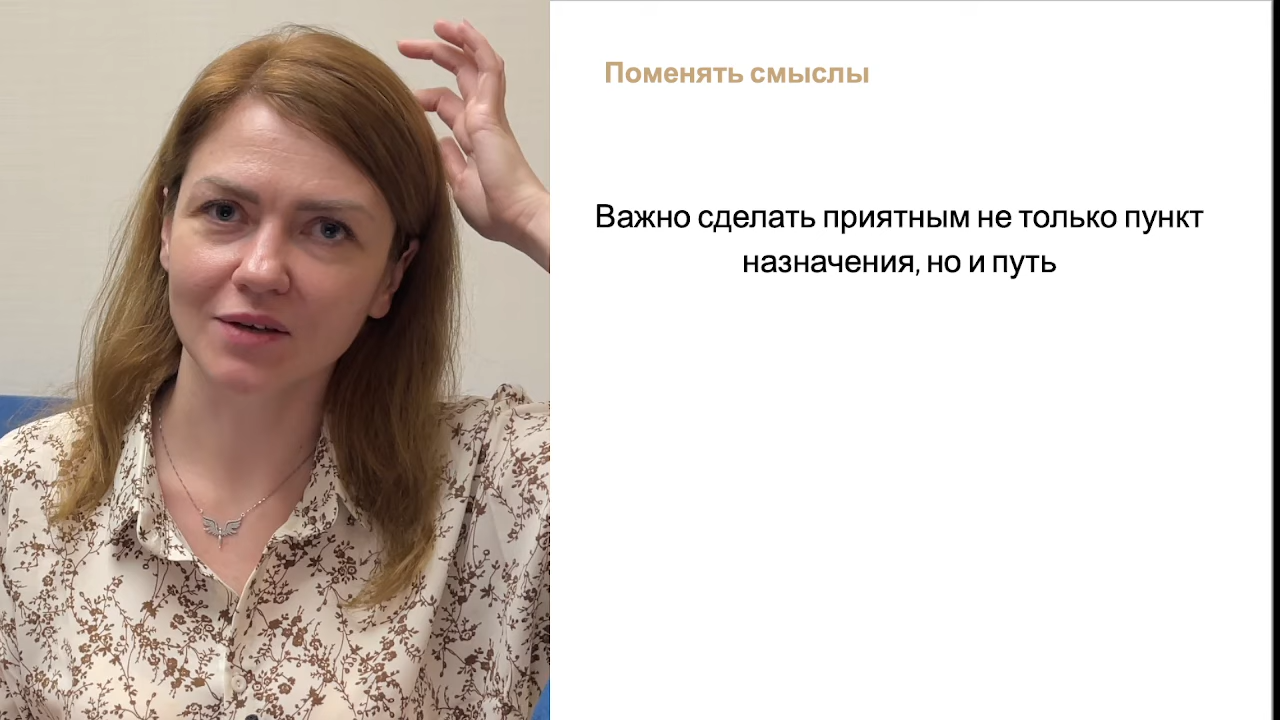 Поменять смыслы
Важно сделать приятным не только пункт
назначения, но и путь